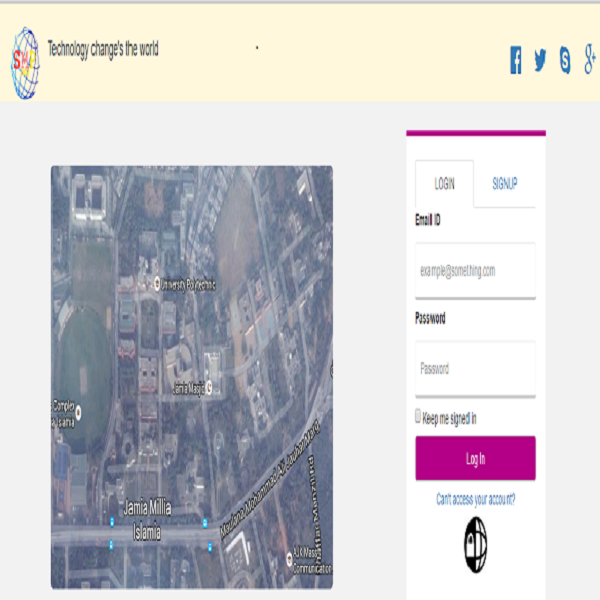 Technology change's the world
LOGIN
SIGNUP
Email ID
example@something.com
Password
Password
Keep me signed in
Log In
Can't access your account?
University Polytechnic
Jamia Masjid
Complex
Islamia
Maulana Mohammad Ali Jauhar Marg
Jamia Millia
Islamia
AJK Mass
Communication